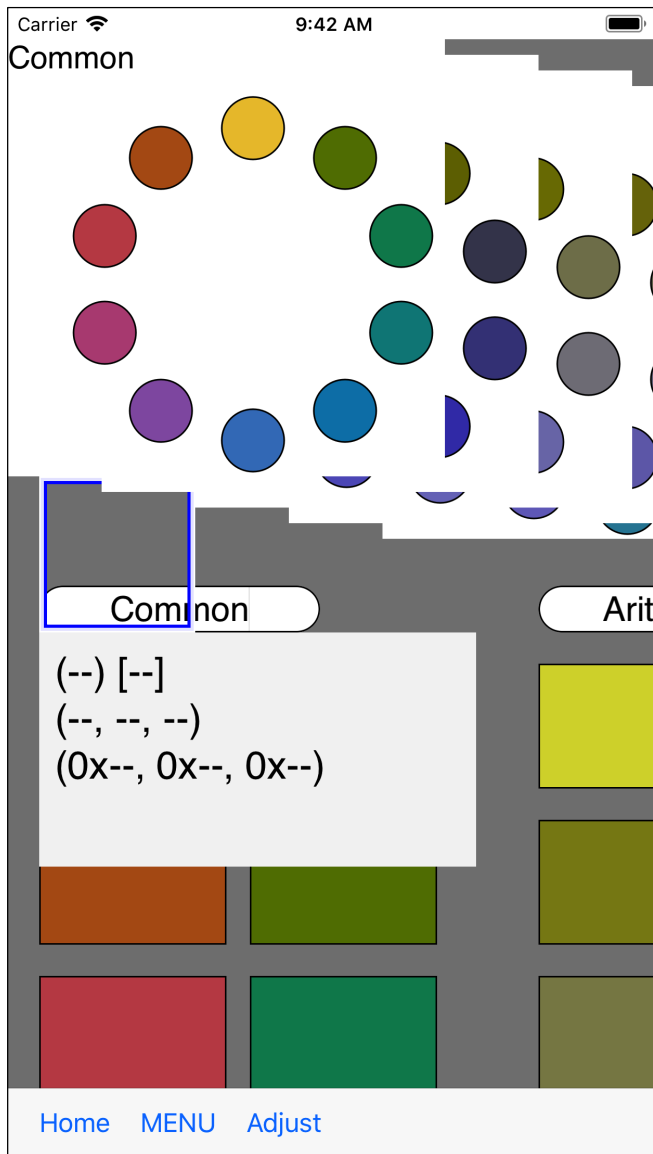 Carrier 9:42 AM
Common
Common
Arit
(--) [--]
(--, --, --)
(0x--, 0x--, 0x--)
Home MENU Adjust